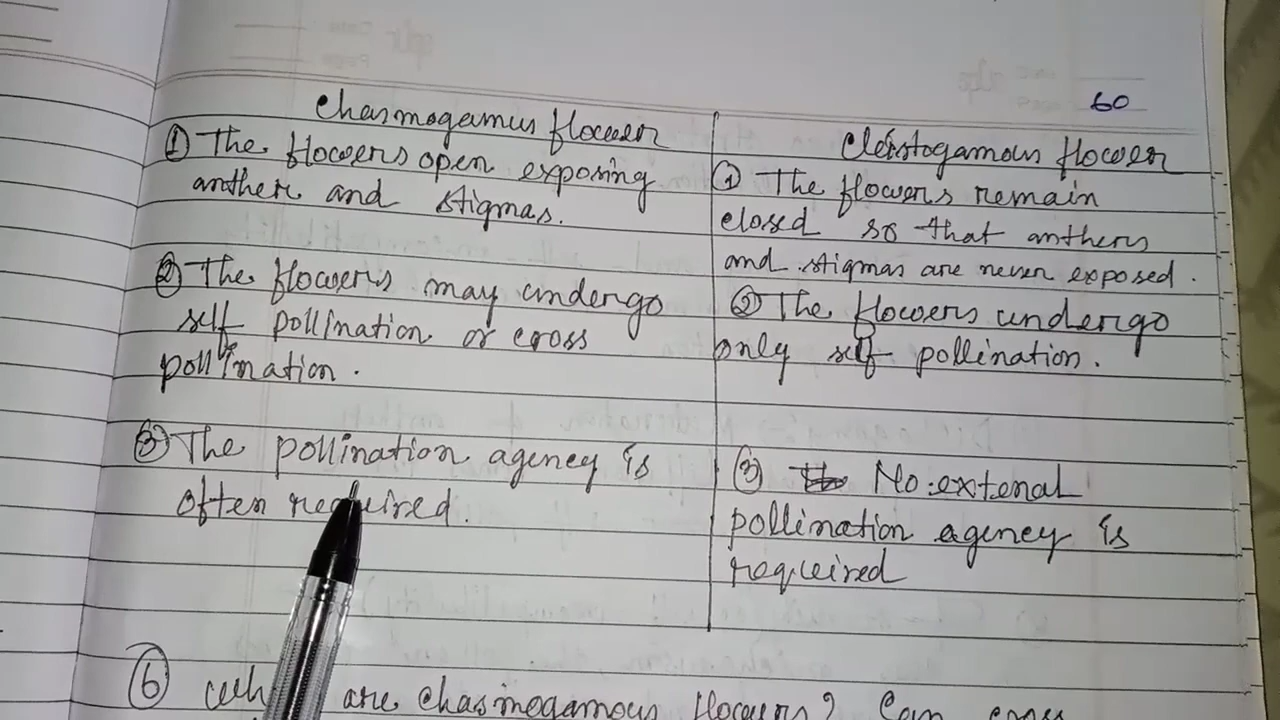 60
Chasmogamus flower
① The flowers open exposing
anther and stigmas.
② The flowers may undergo
self pollination or cross
pollination.
③ The pollination agency is
often required.
Cleistogamous flower
① The flowers remain
closed so that anthers
and stigmas are never exposed.
② The flowers undergo
only self pollination.
③ No extenal
pollination agency is
required
⑥ are chasmogamous flowers? Can cross